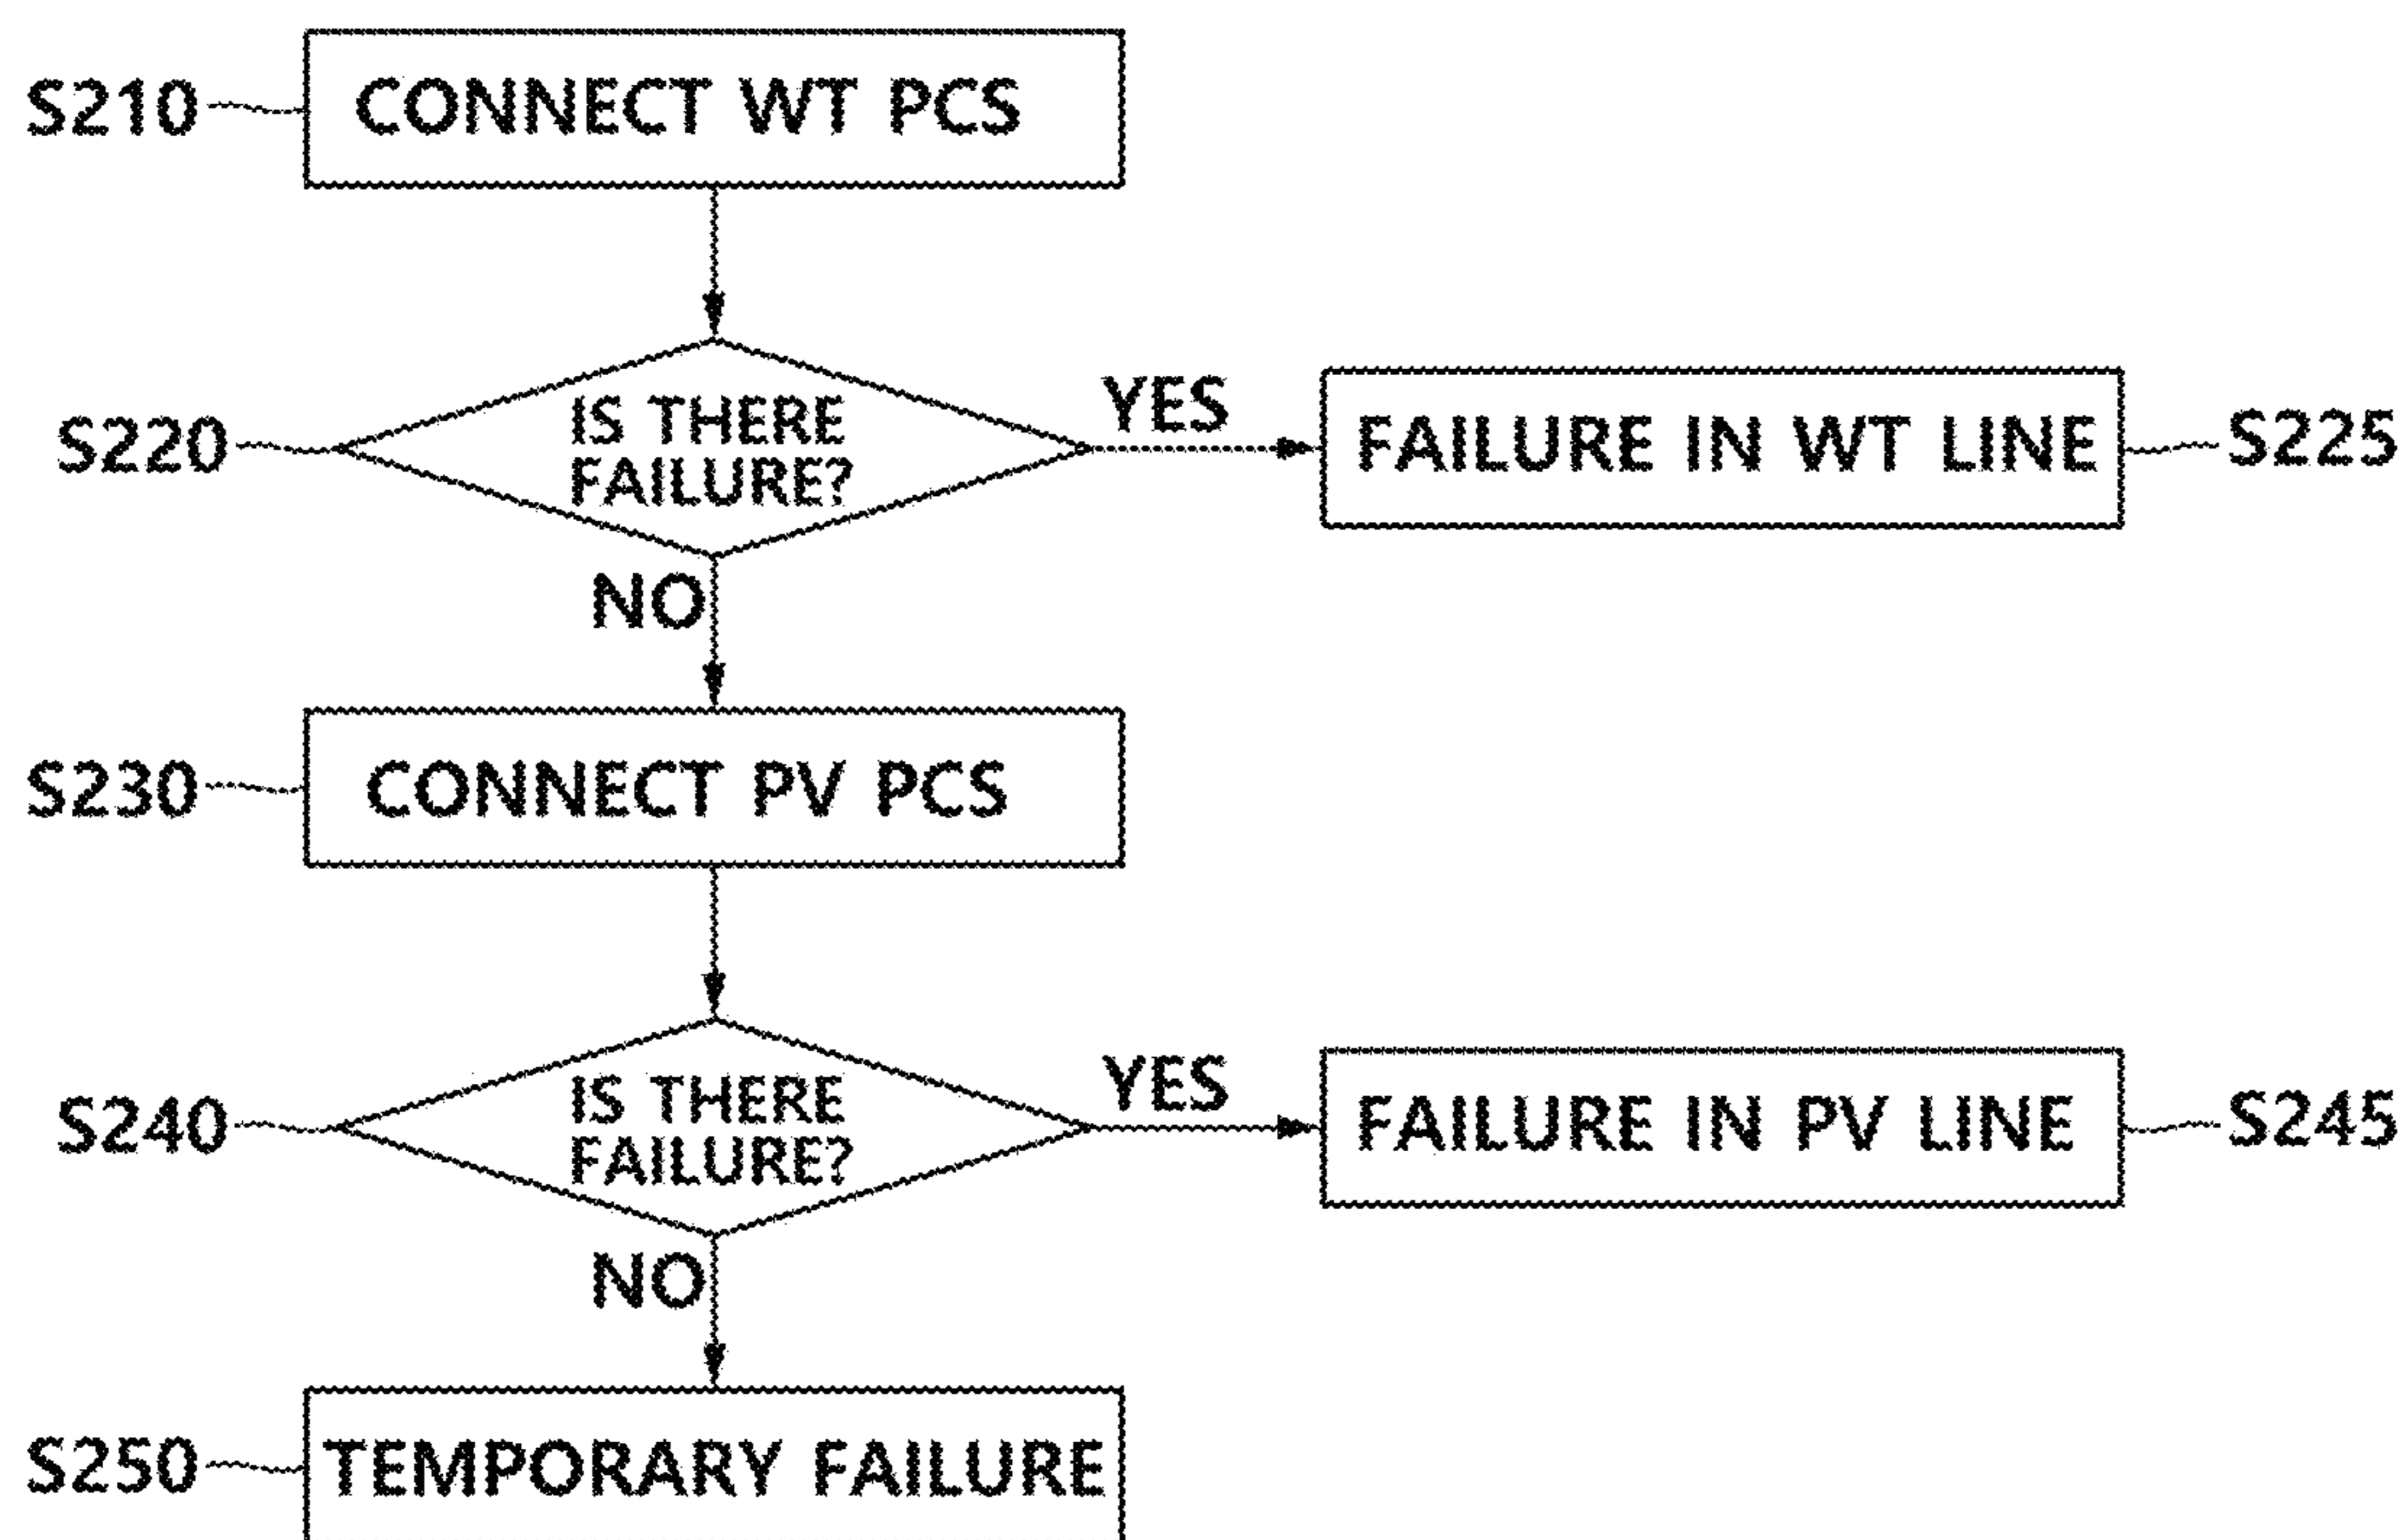 S210
CONNECT WT PCS
S220
IS THERE
FAILURE?
YES
FAILURE IN WT LINE
S225
NO
S230
CONNECT PV PCS
S240
IS THERE
FAILURE?
YES
FAILURE IN PV LINE
S245
NO
S250
TEMPORARY FAILURE